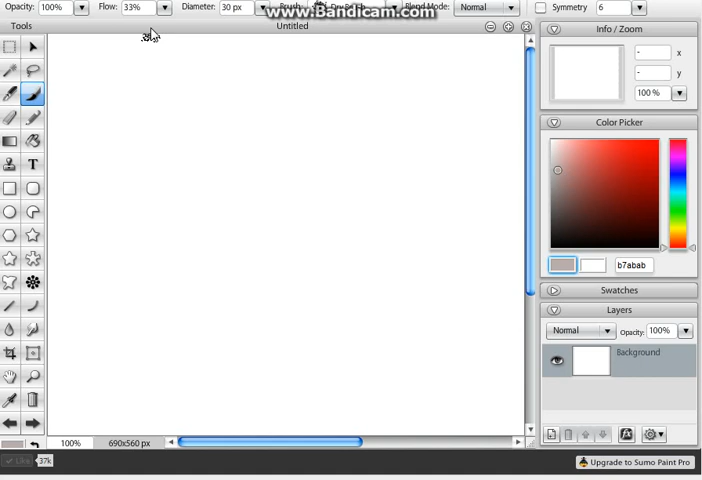 Opacity: 100% Flow: 33% Diameter: 30 px Brush: Blend Mode: Normal Symmetry 6
www.Bandicam.com
Tools Untitled
Info / Zoom
- x
- y
100 %
Color Picker
b7abab
Swatches
Layers
Normal Opacity: 100%
Background
T
100% 690x560 px
Like 37k
Upgrade to Sumo Paint Pro